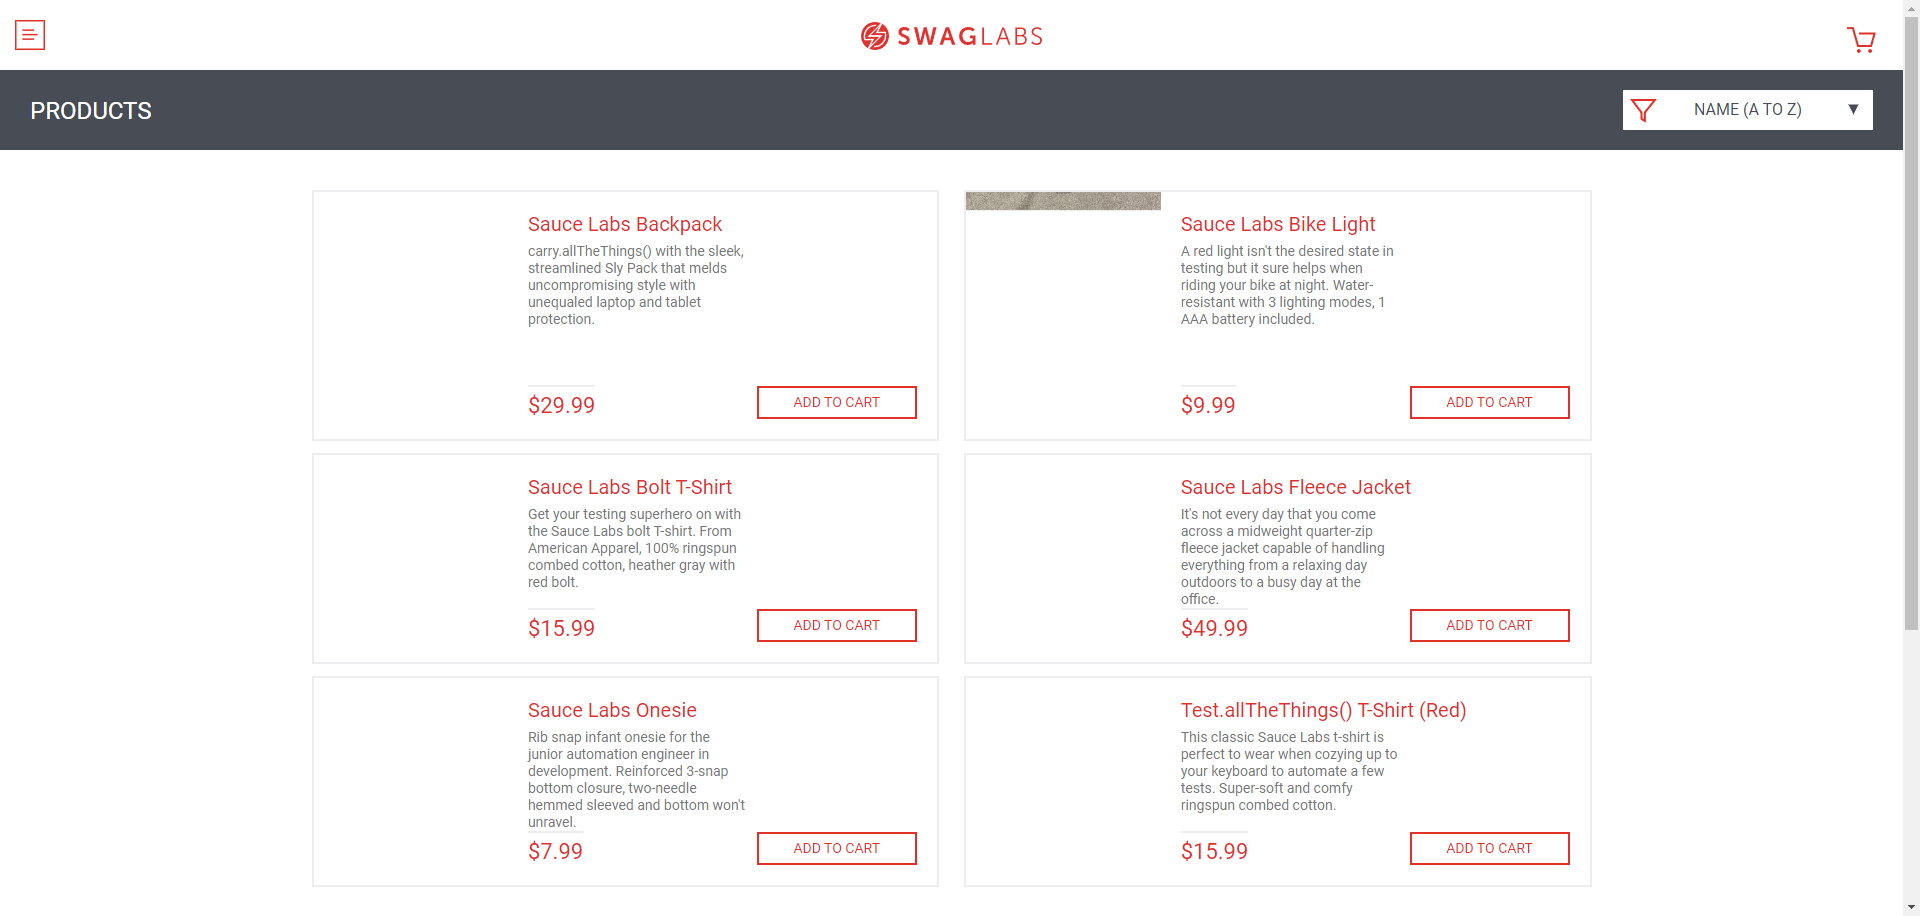 SWAGLABS
PRODUCTS
NAME (A TO Z)
Sauce Labs Backpack
carry.allTheThings() with the sleek,
streamlined Sly Pack that melds
uncompromising style with
unequaled laptop and tablet
protection.
$29.99
ADD TO CART
Sauce Labs Bike Light
A red light isn't the desired state in
testing but it sure helps when
riding your bike at night. Water-
resistant with 3 lighting modes, 1
AAA battery included.
$9.99
ADD TO CART
Sauce Labs Bolt T-Shirt
Get your testing superhero on with
the Sauce Labs bolt T-shirt. From
American Apparel, 100% ringspun
combed cotton, heather gray with
red bolt.
$15.99
ADD TO CART
Sauce Labs Fleece Jacket
It's not every day that you come
across a midweight quarter-zip
fleece jacket capable of handling
everything from a relaxing day
outdoors to a busy day at the
office.
$49.99
ADD TO CART
Sauce Labs Onesie
Rib snap infant onesie for the
junior automation engineer in
development. Reinforced 3-snap
bottom closure, two-needle
hemmed sleeved and bottom won't
unravel.
$7.99
ADD TO CART
Test.allTheThings() T-Shirt (Red)
This classic Sauce Labs t-shirt is
perfect to wear when cozying up to
your keyboard to automate a few
tests. Super-soft and comfy
ringspun combed cotton.
$15.99
ADD TO CART